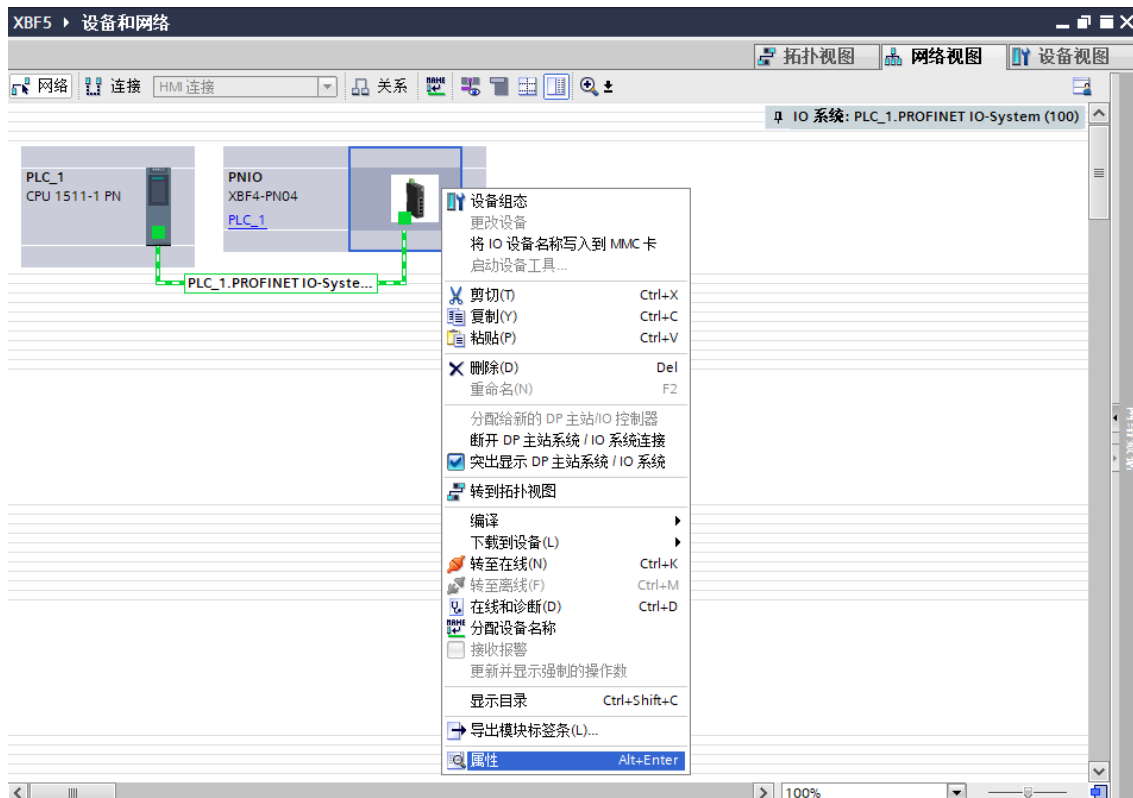 XBF5 ▸ 设备和网络
拓扑视图 网络视图 设备视图
网络 连接 HMI 连接 关系
IO 系统: PLC_1.PROFINET IO-System (100)
PLC_1
CPU 1511-1 PN
PNIO
XBF4-PN04
PLC_1
PLC_1.PROFINET IO-Syste...
设备组态
更改设备
将 IO 设备名称写入到 MMC 卡
启动设备工具...
剪切(T) Ctrl+X
复制(Y) Ctrl+C
粘贴(P) Ctrl+V
删除(D) Del
重命名(N) F2
分配给新的 DP 主站/IO 控制器
断开 DP 主站系统 / IO 系统连接
突出显示 DP 主站系统 / IO 系统
转到拓扑视图
编译
下载到设备(L)
转至在线(N) Ctrl+K
转至离线(F) Ctrl+M
在线和诊断(D) Ctrl+D
分配设备名称
接收报警
更新并显示强制的操作数
显示目录 Ctrl+Shift+C
导出模块标签条(L)...
属性 Alt+Enter
100%